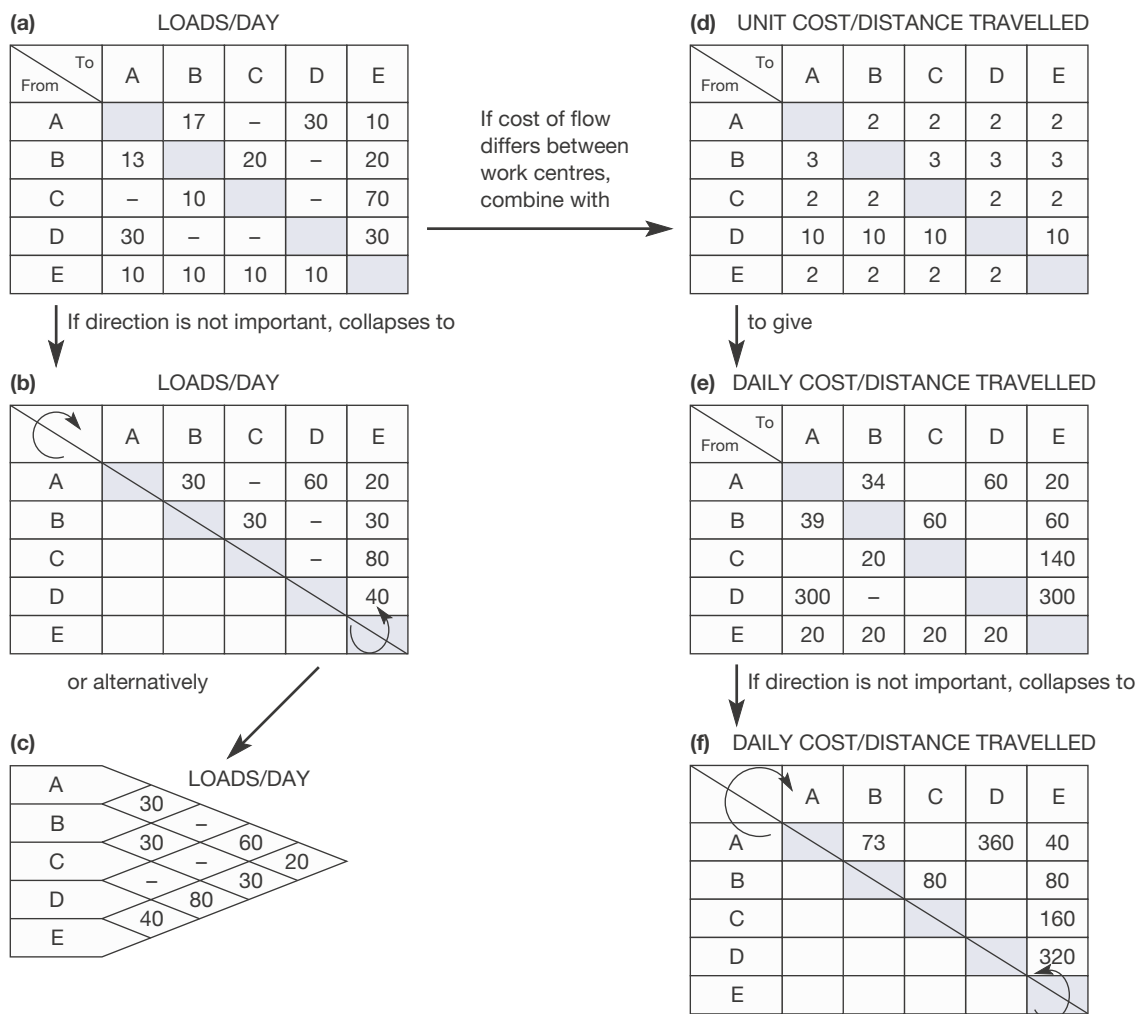 (a) LOADS/DAY
To
From
A B C D E
A 17 – 30 10
B 13 20 – 20
C – 10 – 70
D 30 – – 30
E 10 10 10 10
If cost of flow
differs between
work centres,
combine with
(d) UNIT COST/DISTANCE TRAVELLED
To
From
A B C D E
A 2 2 2 2
B 3 3 3 3
C 2 2 2 2
D 10 10 10 10
E 2 2 2 2
If direction is not important, collapses to
to give
(b) LOADS/DAY
A B C D E
A 30 – 60 20
B 30 – 30
C – 80
D 40
E
or alternatively
(e) DAILY COST/DISTANCE TRAVELLED
To
From
A B C D E
A 34 60 20
B 39 60 60
C 20 140
D 300 – 300
E 20 20 20 20
If direction is not important, collapses to
(c)
LOADS/DAY
A
30
B –
30 60
C – 20
– 30
D 80
40
E
(f) DAILY COST/DISTANCE TRAVELLED
A B C D E
A 73 360 40
B 80 80
C 160
D 320
E